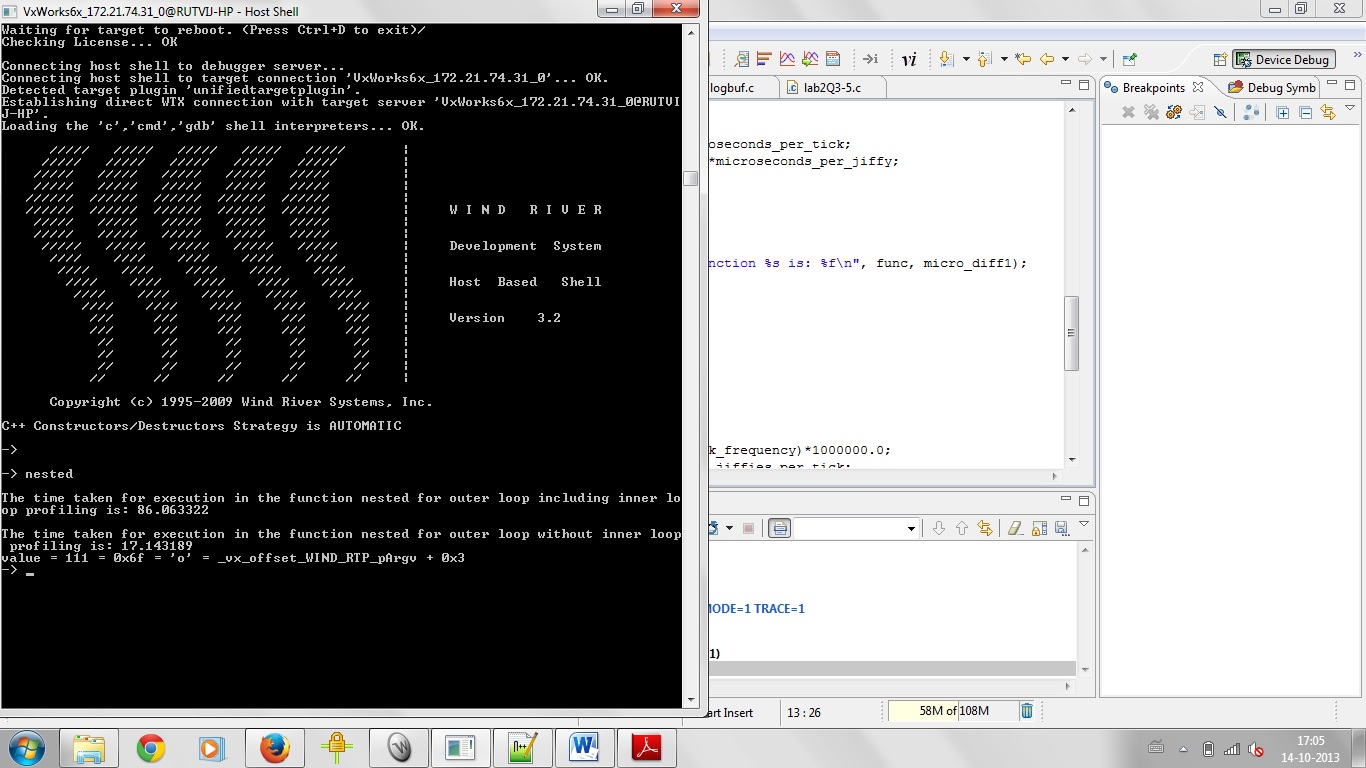 VxWorks6x_172.21.74.31_0@RUTVIJ-HP - Host Shell
Waiting for target to reboot. (Press Ctrl+D to exit)/
Checking License... OK
Connecting host shell to debugger server...
Connecting host shell to target connection 'VxWorks6x_172.21.74.31_0'... OK.
Detected target plugin 'unifiedtargetplugin'.
Establishing direct WTX connection with target server 'VxWorks6x_172.21.74.31_0@RUTVI
J-HP'.
Loading the 'c','cmd','gdb' shell interpreters... OK.
W I N D   R I V E R
Development  System
Host  Based   Shell
Version    3.2
Copyright (c) 1995-2009 Wind River Systems, Inc.
C++ Constructors/Destructors Strategy is AUTOMATIC
->
-> nested
The time taken for execution in the function nested for outer loop including inner lo
op profiling is: 86.063322
The time taken for execution in the function nested for outer loop without inner loop
 profiling is: 17.143189
value = 111 = 0x6f = 'o' = _vx_offset_WIND_RTP_pArgv + 0x3
-> _
vi
Device Debug
logbuf.c
lab2Q3-5.c
Breakpoints
Debug Symb
oseconds_per_tick;
*microseconds_per_jiffy;
nction %s is: %f\n", func, micro_diff1);
k_frequency)*1000000.0;
jiffies_per_tick;
MODE=1 TRACE=1
1)
art Insert
13 : 26
58M of 108M
17:05
14-10-2013